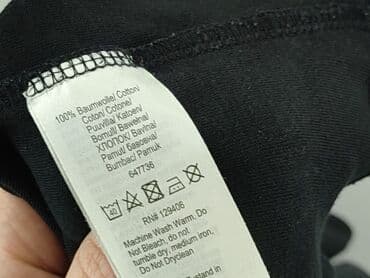 100% Baumwolle/ Cotton/
Coton/ Cotone/
Puuvilla/ Katoen/
Bomull/ Bawełna/
ХЛОПОК/ Bavlna/
Pamut/ бавовна/
Bumbac/ Pamuk
647736
40
RN# 129406
Machine Wash Warm, Do
Not Bleach, do not
tumble dry, medium iron,
Do Not Dryclean